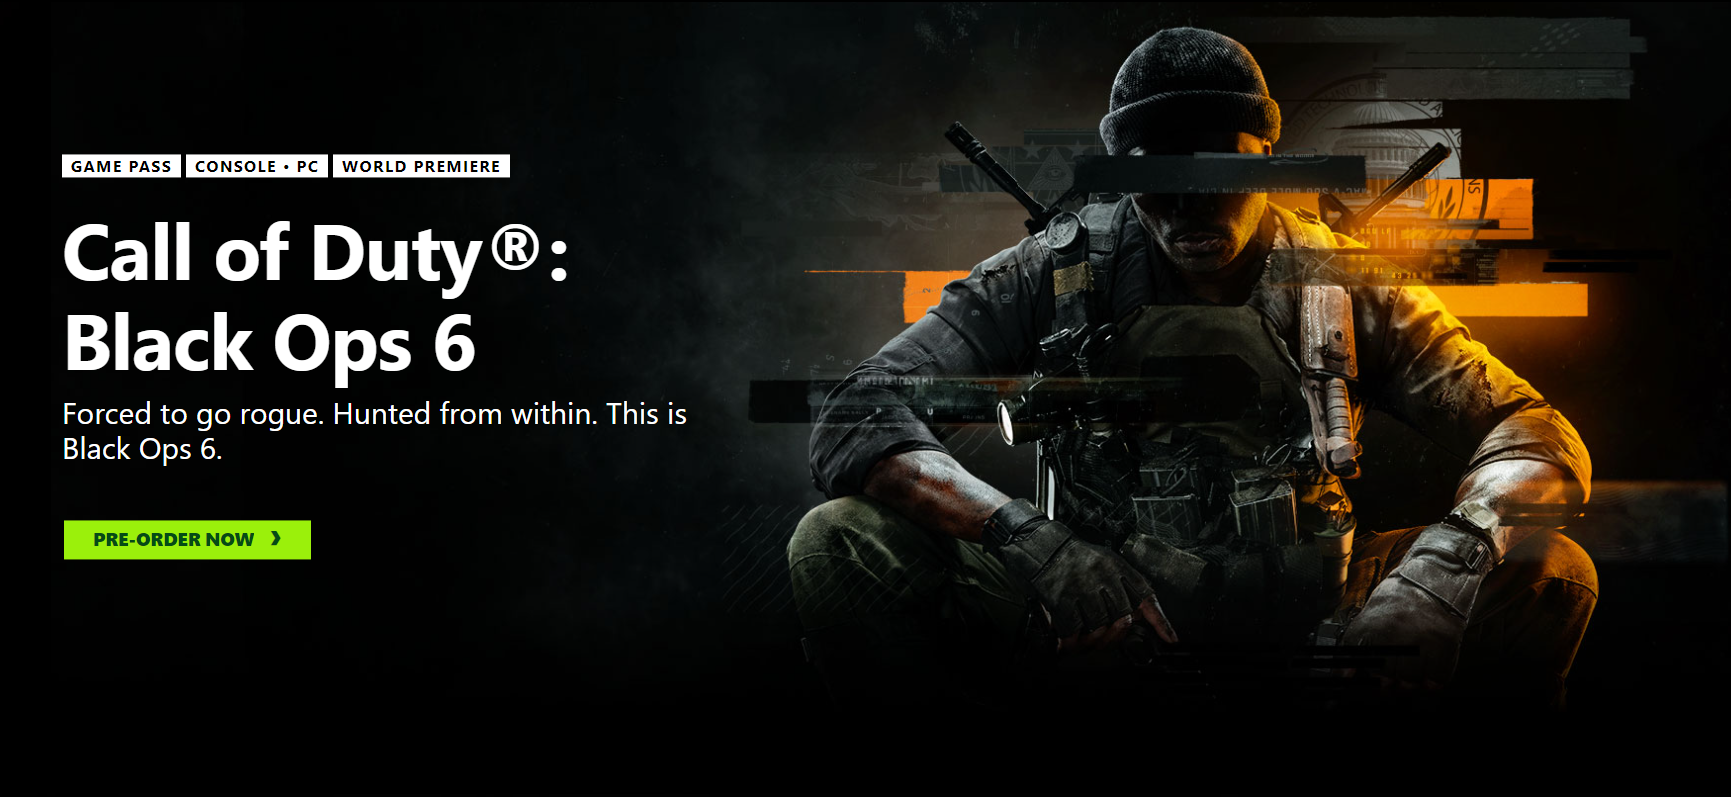 GAME PASS
CONSOLE • PC
WORLD PREMIERE
Call of Duty®:
Black Ops 6
Forced to go rogue. Hunted from within. This is
Black Ops 6.
PRE-ORDER NOW ❯